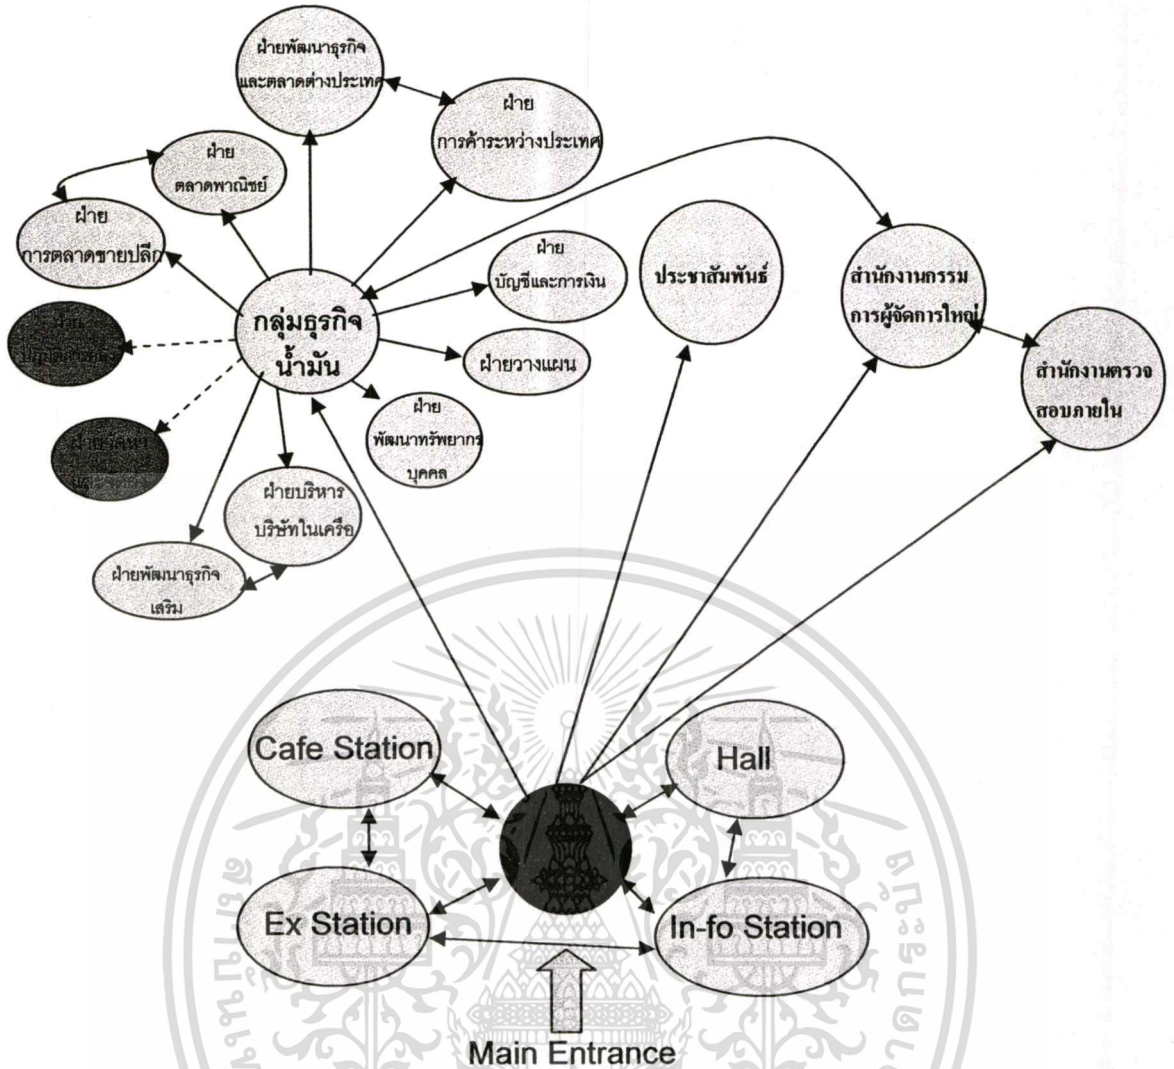 ฝ่ายพัฒนาธุรกิจ
และตลาดต่างประเทศ
ฝ่าย
การค้าระหว่างประเทศ
ฝ่าย
ตลาดพาณิชย์
ฝ่าย
การตลาดขายปลีก
ฝ่าย
บัญชีและการเงิน
ประชาสัมพันธ์
สำนักงานกรรม
การผู้จัดการใหญ่
กลุ่มธุรกิจ
น้ำมัน
ฝ่าย
ฝ่ายวางแผน
สำนักงานตรวจ
สอบภายใน
ฝ่าย
พัฒนาทรัพยากร
บุคคล
ฝ่ายจัดหา
ฝ่ายบริหาร
บริษัทในเครือ
ฝ่ายพัฒนาธุรกิจ
เสริม
Cafe Station
Hall
Ex Station
In-fo Station
Main Entrance